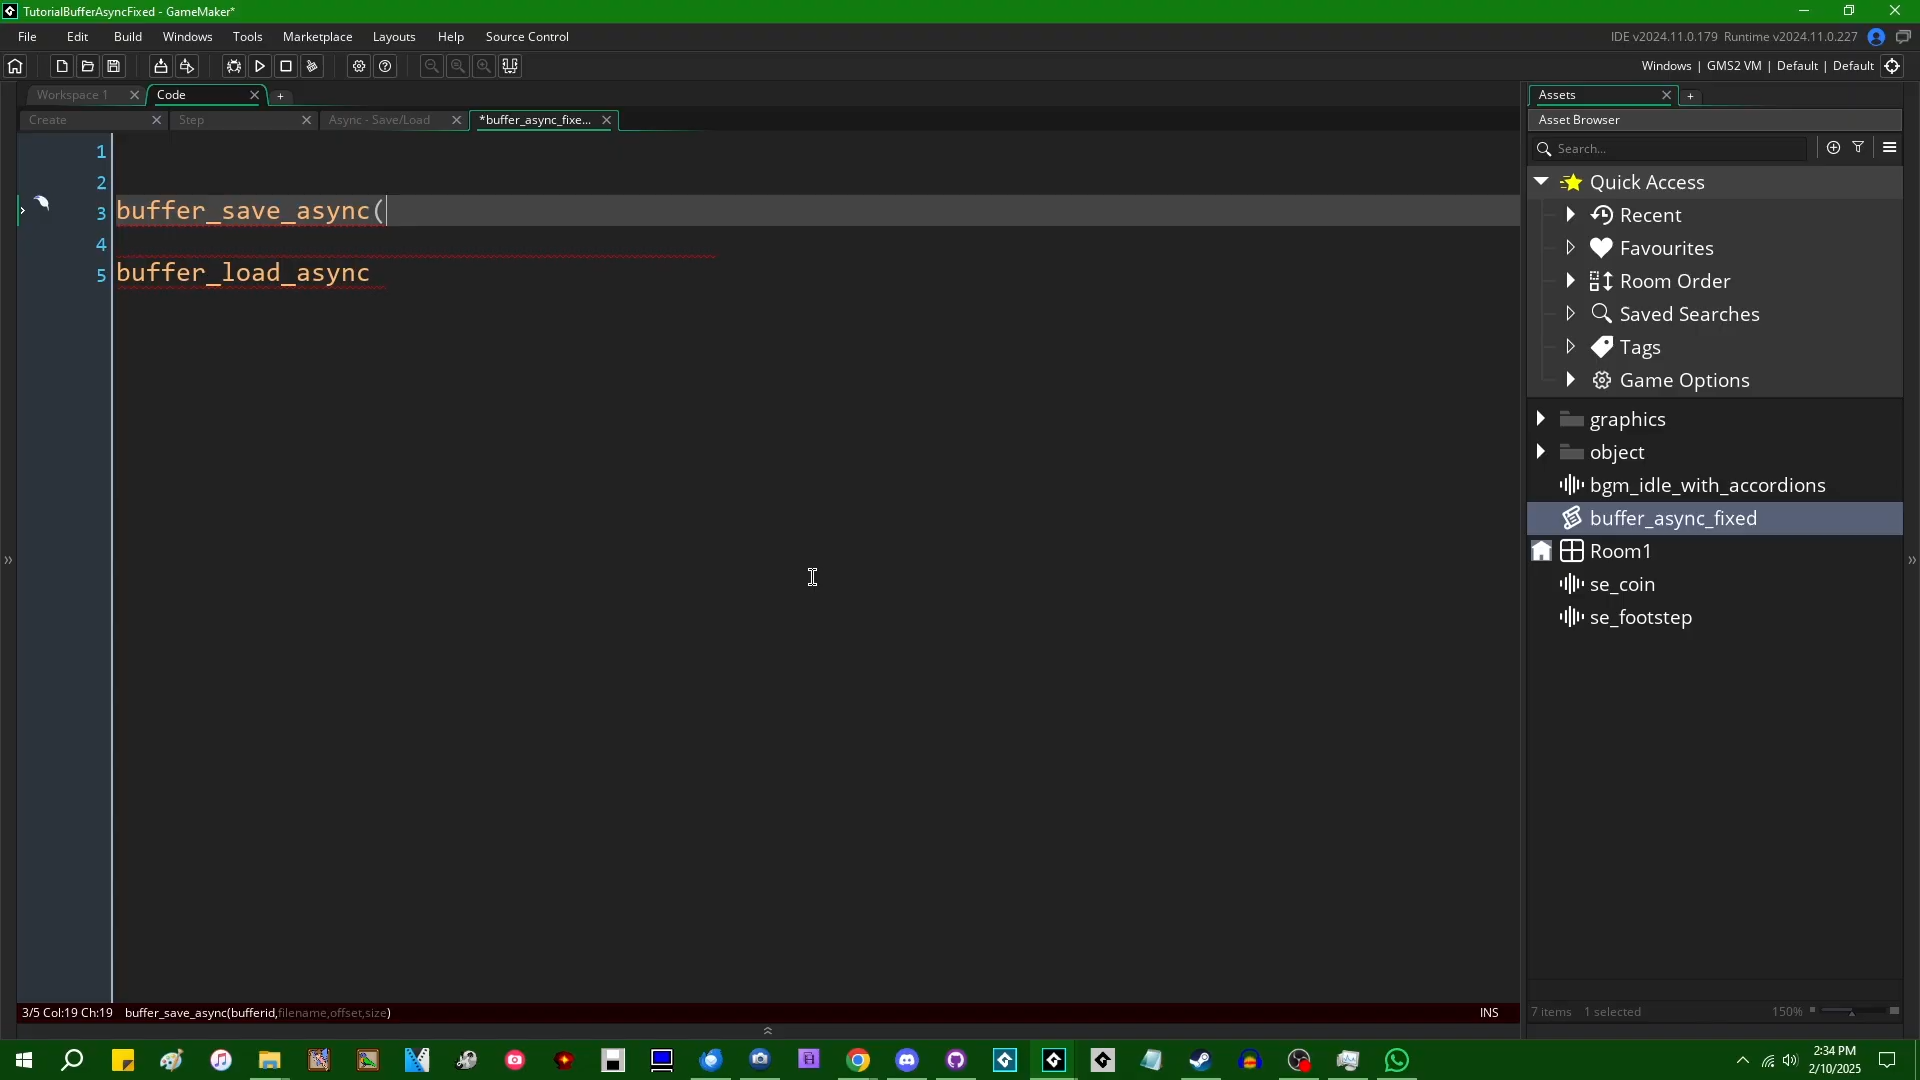 TutorialBufferAsyncFixed - GameMaker*
File Edit Build Windows Tools Marketplace Layouts Help Source Control
IDE v2024.11.0.179 Runtime v2024.11.0.227
Windows | GMS2 VM | Default | Default
Workspace 1 Code
Create Step Async - Save/Load *buffer_async_fixe...
1
2
3 buffer_save_async(
4
5 buffer_load_async
Assets
Asset Browser
Search...
Quick Access
Recent
Favourites
Room Order
Saved Searches
Tags
Game Options
graphics
object
bgm_idle_with_accordions
buffer_async_fixed
Room1
se_coin
se_footstep
7 items 1 selected 150%
3/5 Col:19 Ch:19 buffer_save_async(bufferid,filename,offset,size) INS
2:34 PM
2/10/2025